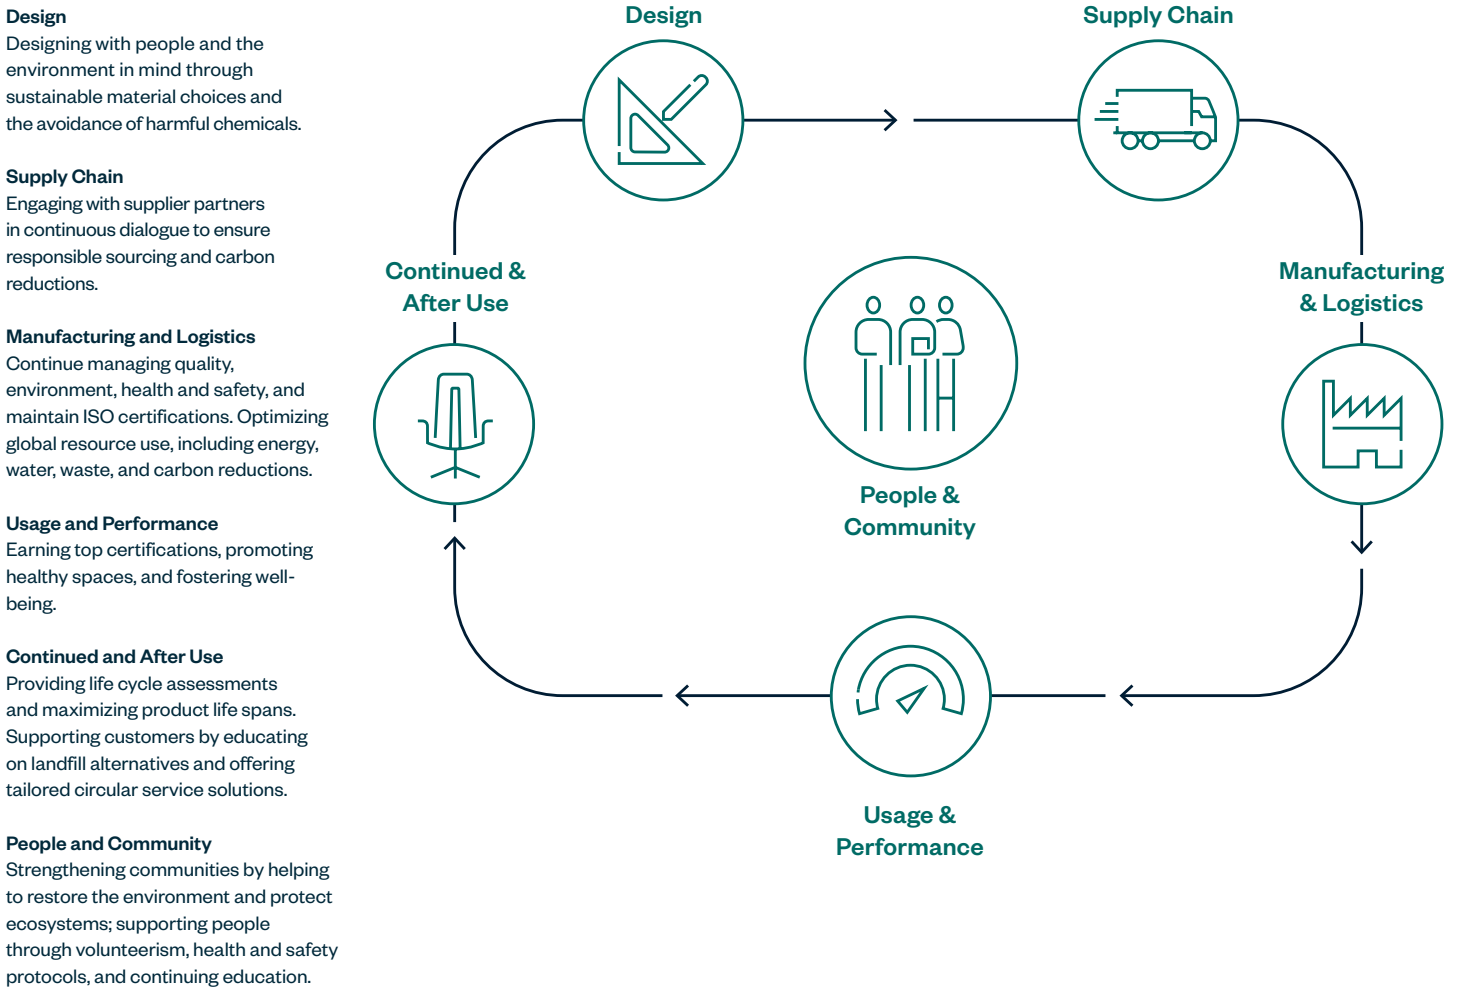 Design
Designing with people and the
environment in mind through
sustainable material choices and
the avoidance of harmful chemicals.
Supply Chain
Engaging with supplier partners
in continuous dialogue to ensure
responsible sourcing and carbon
reductions.
Manufacturing and Logistics
Continue managing quality,
environment, health and safety, and
maintain ISO certifications. Optimizing
global resource use, including energy,
water, waste, and carbon reductions.
Usage and Performance
Earning top certifications, promoting
healthy spaces, and fostering well-
being.
Continued and After Use
Providing life cycle assessments
and maximizing product life spans.
Supporting customers by educating
on landfill alternatives and offering
tailored circular service solutions.
People and Community
Strengthening communities by helping
to restore the environment and protect
ecosystems; supporting people
through volunteerism, health and safety
protocols, and continuing education.
Design
Supply Chain
Continued &
After Use
Manufacturing
& Logistics
People &
Community
Usage &
Performance